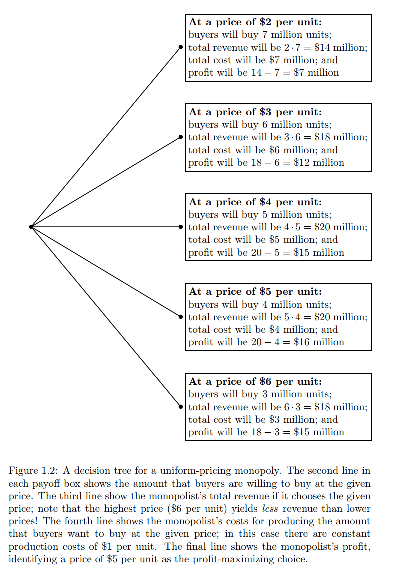 At a price of $2 per unit:
buyers will buy 7 million units;
total revenue will be 2 · 7 = $14 million;
total cost will be $7 million; and
profit will be 14 − 7 = $7 million
At a price of $3 per unit:
buyers will buy 6 million units;
total revenue will be 3 · 6 = $18 million;
total cost will be $6 million; and
profit will be 18 − 6 = $12 million
At a price of $4 per unit:
buyers will buy 5 million units;
total revenue will be 4 · 5 = $20 million;
total cost will be $5 million; and
profit will be 20 − 5 = $15 million
At a price of $5 per unit:
buyers will buy 4 million units;
total revenue will be 5 · 4 = $20 million;
total cost will be $4 million; and
profit will be 20 − 4 = $16 million
At a price of $6 per unit:
buyers will buy 3 million units;
total revenue will be 6 · 3 = $18 million;
total cost will be $3 million; and
profit will be 18 − 3 = $15 million
Figure 1.2: A decision tree for a uniform-pricing monopoly. The second line in
each payoff box shows the amount that buyers are willing to buy at the given
price. The third line show the monopolist's total revenue if it chooses the given
price; note that the highest price ($6 per unit) yields less revenue than lower
prices! The fourth line shows the monopolist's costs for producing the amount
that buyers want to buy at the given price; in this case there are constant
production costs of $1 per unit. The final line shows the monopolist's profit,
identifying a price of $5 per unit as the profit-maximizing choice.